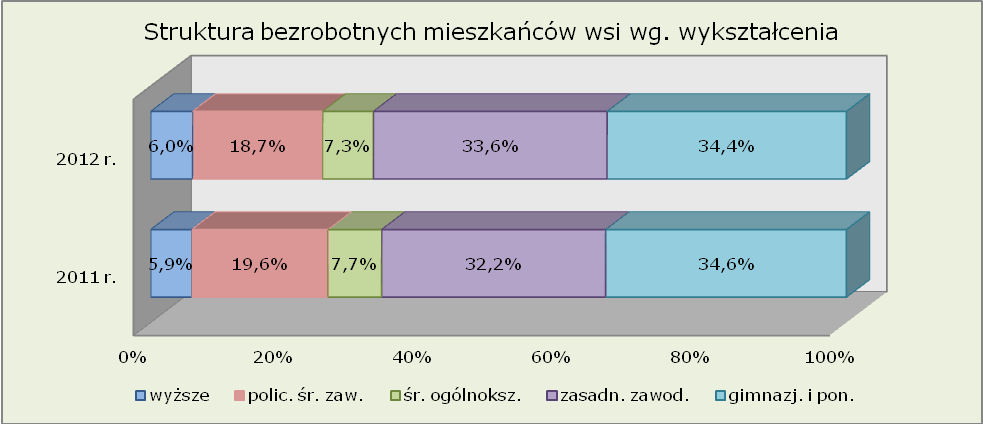 Struktura bezrobotnych mieszkańców wsi wg. wykształcenia
2012 r.
6,0% 18,7% 7,3% 33,6% 34,4%
2011 r.
5,9% 19,6% 7,7% 32,2% 34,6%
0% 20% 40% 60% 80% 100%
wyższe polic. śr. zaw. śr. ogólnoksz. zasadn. zawod. gimnazj. i pon.